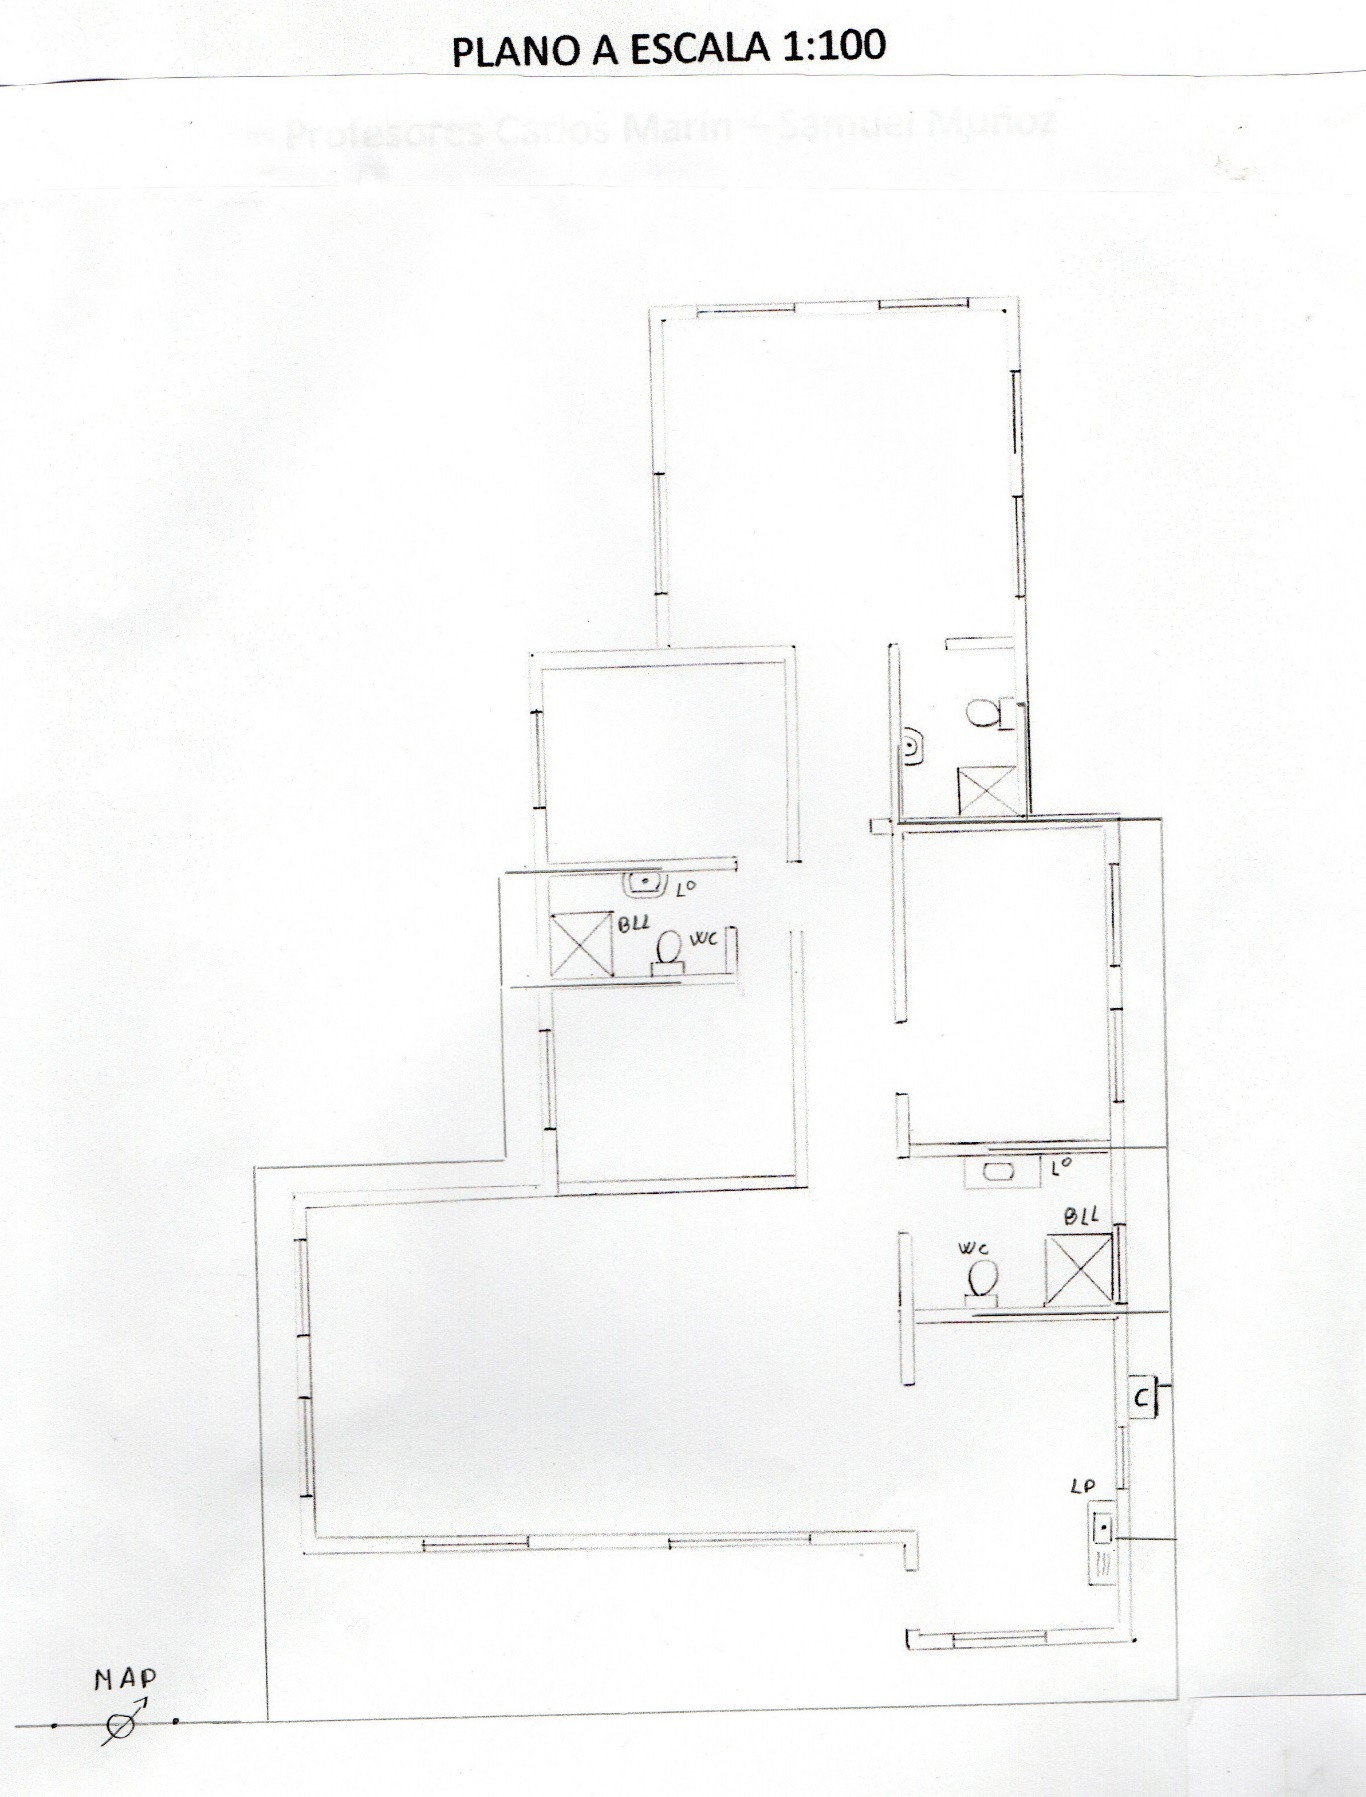 PLANO A ESCALA 1:100
Profesores Carlos Marín – Samuel Muñoz
Lº
BLL
WC
Lº
BLL
WC
C
LP
MAP